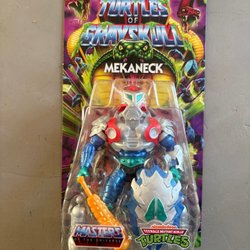 TURTLES
OF
GRAYSKULL
MEKANECK
MASTERS
OF THE UNIVERSE
TEENAGE MUTANT NINJA
TURTLES